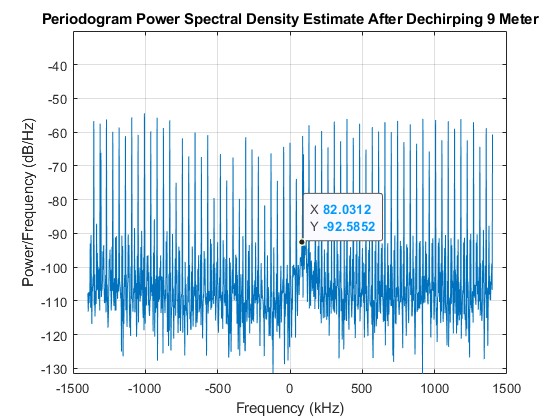 Periodogram Power Spectral Density Estimate After Dechirping 9 Meter
Power/Frequency (dB/Hz)
-40
-50
-60
-70
-80
-90
-100
-110
-120
-130
X 82.0312
Y -92.5852
-1500 -1000 -500 0 500 1000 1500
Frequency (kHz)